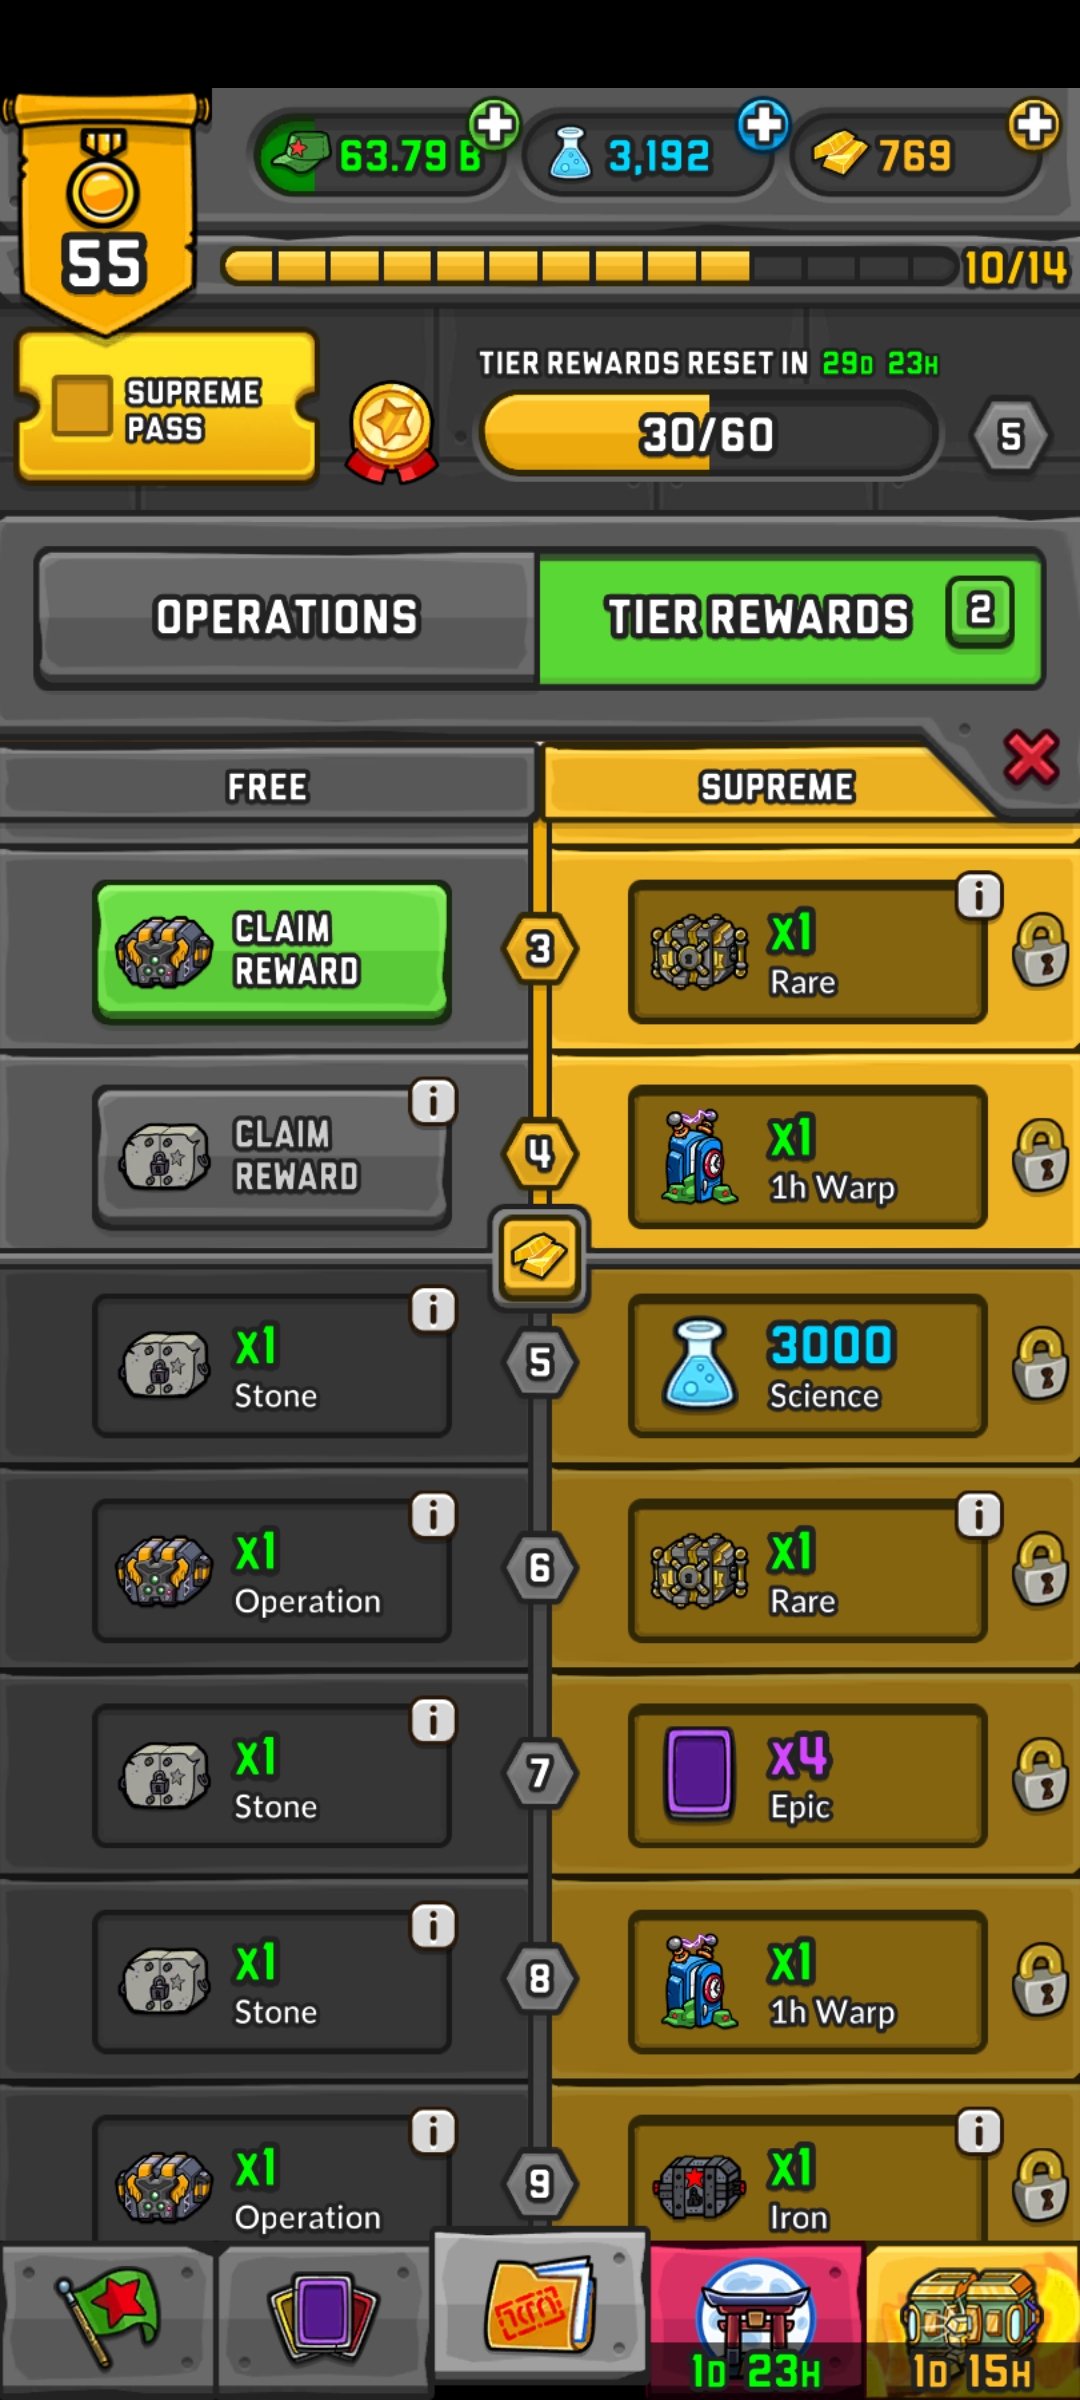 63.79 B
3,192
769
55
10/14
TIER REWARDS RESET IN 29D 23H
SUPREME
PASS
30/60
5
OPERATIONS
TIER REWARDS
2
FREE
SUPREME
CLAIM
REWARD
3
x1
Rare
CLAIM
REWARD
4
x1
1h Warp
x1
Stone
5
3000
Science
x1
Operation
6
x1
Rare
x1
Stone
7
x4
Epic
x1
Stone
8
x1
1h Warp
x1
Operation
9
x1
Iron
1D 23H
1D 15H